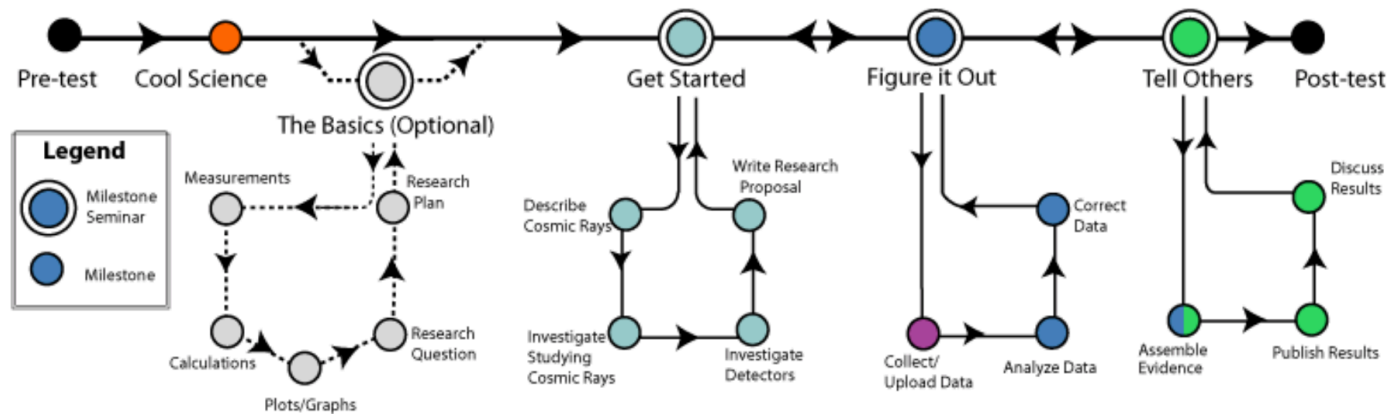 Pre-test
Cool Science
The Basics (Optional)
Get Started
Figure it Out
Tell Others
Post-test
Legend
Milestone
Seminar
Milestone
Measurements
Calculations
Plots/Graphs
Research
Question
Research
Plan
Describe
Cosmic Rays
Investigate
Studying
Cosmic Rays
Investigate
Detectors
Write Research
Proposal
Collect/
Upload Data
Analyze Data
Correct
Data
Assemble
Evidence
Publish Results
Discuss
Results